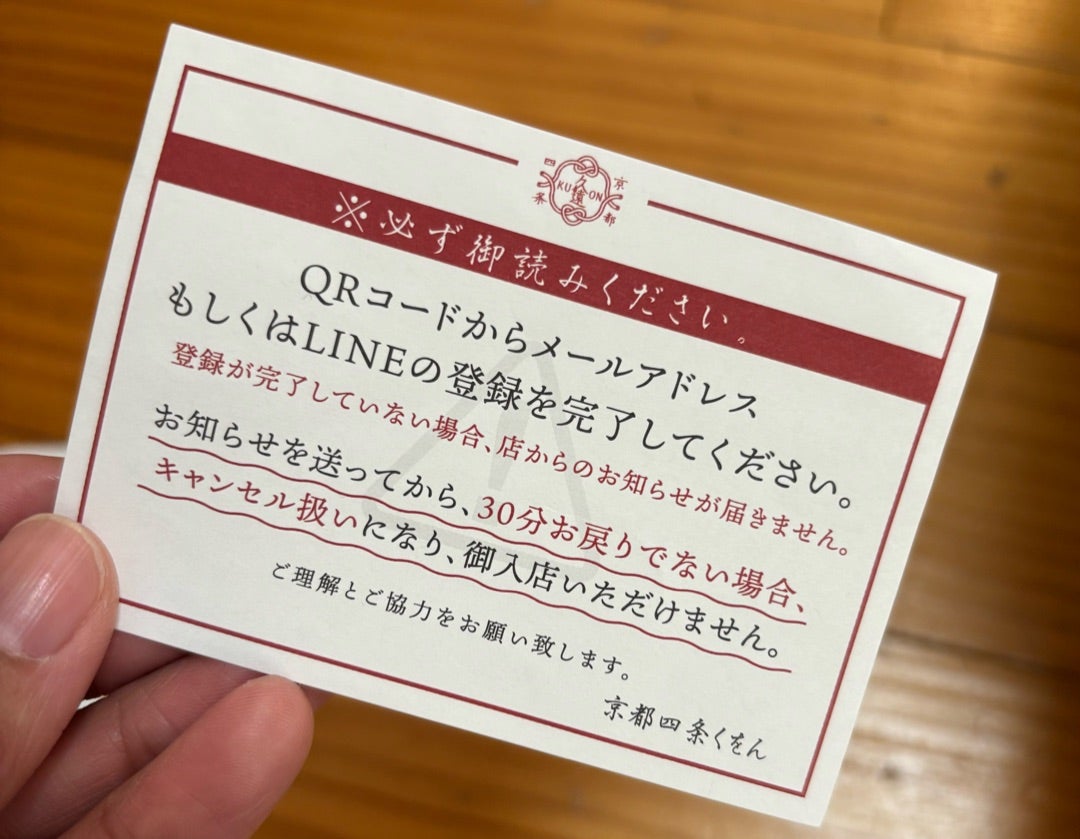 四条 京都
KUON 久遠
※必ず御読みください。
QRコードからメールアドレス
もしくはLINEの登録を完了してください。
登録が完了していない場合、店からのお知らせが届きません。
お知らせを送ってから、30分お戻りでない場合、
キャンセル扱いになり、御入店いただけません。
ご理解とご協力をお願い致します。
京都四条くをん